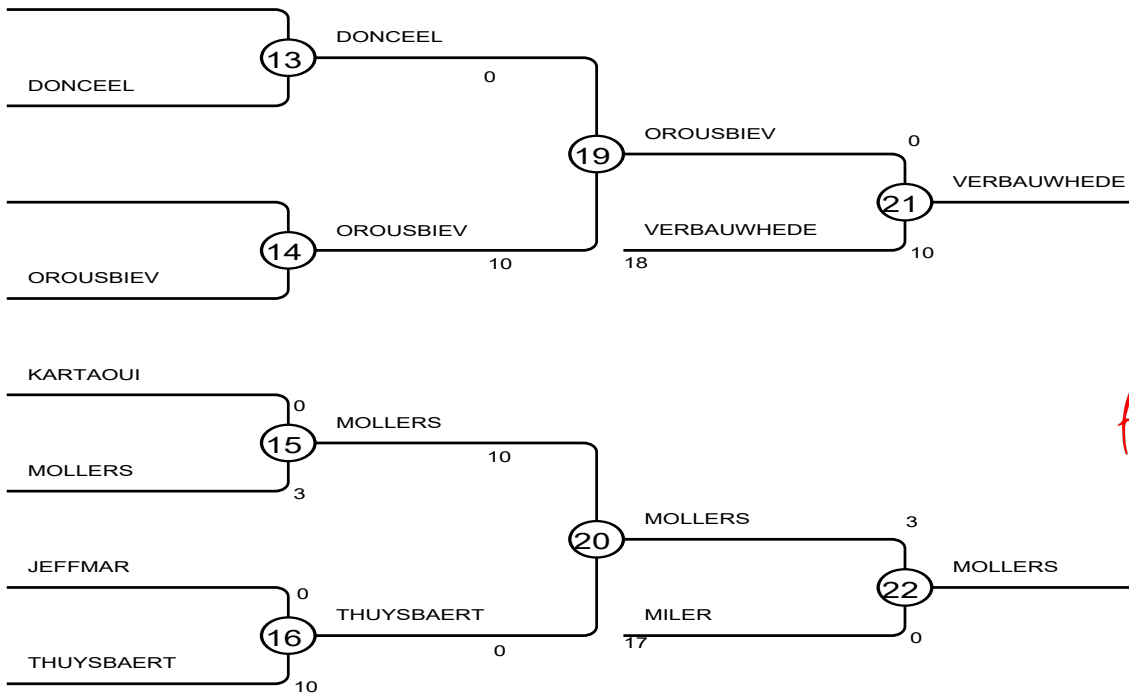 DONCEEL
13
0
DONCEEL
OROUSBIEV
0
19
VERBAUWHEDE
21
OROUSBIEV
VERBAUWHEDE
14
10
18
10
OROUSBIEV
KARTAOUI
0
MOLLERS
15
10
MOLLERS
3
MOLLERS
3
20
JEFFMAR
MOLLERS
0
22
THUYSBAERT
MILER
16
0
17
0
THUYSBAERT
10